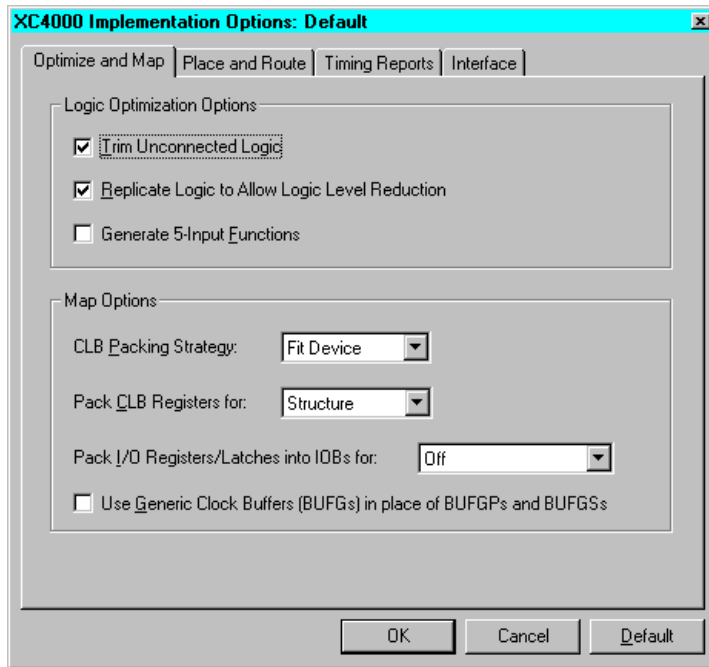 XC4000 Implementation Options: Default
Optimize and Map Place and Route Timing Reports Interface
Logic Optimization Options
Trim Unconnected Logic
Replicate Logic to Allow Logic Level Reduction
Generate 5-Input Functions
Map Options
CLB Packing Strategy: Fit Device
Pack CLB Registers for: Structure
Pack I/O Registers/Latches into IOBs for: Off
Use Generic Clock Buffers (BUFGs) in place of BUFGPs and BUFGSs
OK Cancel Default